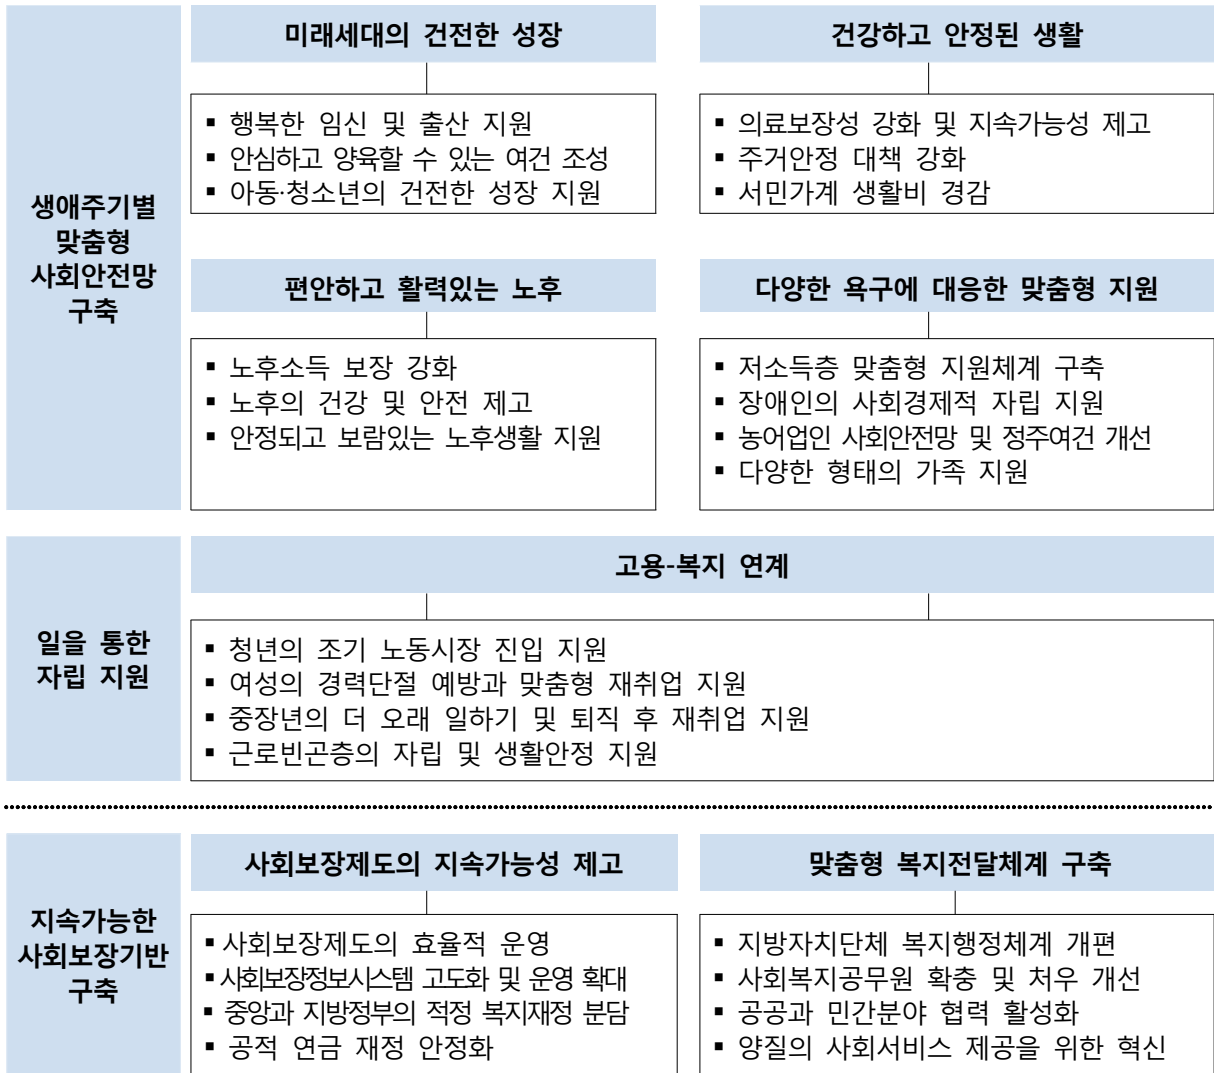 생애주기별
맞춤형
사회안전망
구축
미래세대의 건전한 성장
▪ 행복한 임신 및 출산 지원
▪ 안심하고 양육할 수 있는 여건 조성
▪ 아동·청소년의 건전한 성장 지원
건강하고 안정된 생활
▪ 의료보장성 강화 및 지속가능성 제고
▪ 주거안정 대책 강화
▪ 서민가계 생활비 경감
편안하고 활력있는 노후
▪ 노후소득 보장 강화
▪ 노후의 건강 및 안전 제고
▪ 안정되고 보람있는 노후생활 지원
다양한 욕구에 대응한 맞춤형 지원
▪ 저소득층 맞춤형 지원체계 구축
▪ 장애인의 사회경제적 자립 지원
▪ 농어업인 사회안전망 및 정주여건 개선
▪ 다양한 형태의 가족 지원
일을 통한
자립 지원
고용-복지 연계
▪ 청년의 조기 노동시장 진입 지원
▪ 여성의 경력단절 예방과 맞춤형 재취업 지원
▪ 중장년의 더 오래 일하기 및 퇴직 후 재취업 지원
▪ 근로빈곤층의 자립 및 생활안정 지원
지속가능한
사회보장기반
구축
사회보장제도의 지속가능성 제고
▪ 사회보장제도의 효율적 운영
▪ 사회보장정보시스템 고도화 및 운영 확대
▪ 중앙과 지방정부의 적정 복지재정 분담
▪ 공적 연금 재정 안정화
맞춤형 복지전달체계 구축
▪ 지방자치단체 복지행정체계 개편
▪ 사회복지공무원 확충 및 처우 개선
▪ 공공과 민간분야 협력 활성화
▪ 양질의 사회서비스 제공을 위한 혁신